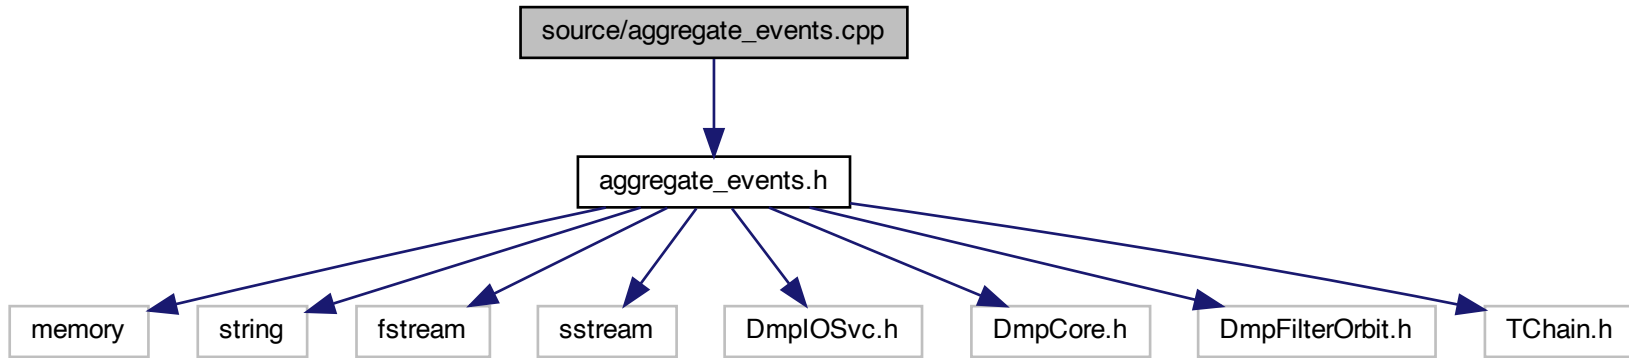 source/aggregate_events.cpp
aggregate_events.h
memory
string
fstream
sstream
DmpIOSvc.h
DmpCore.h
DmpFilterOrbit.h
TChain.h